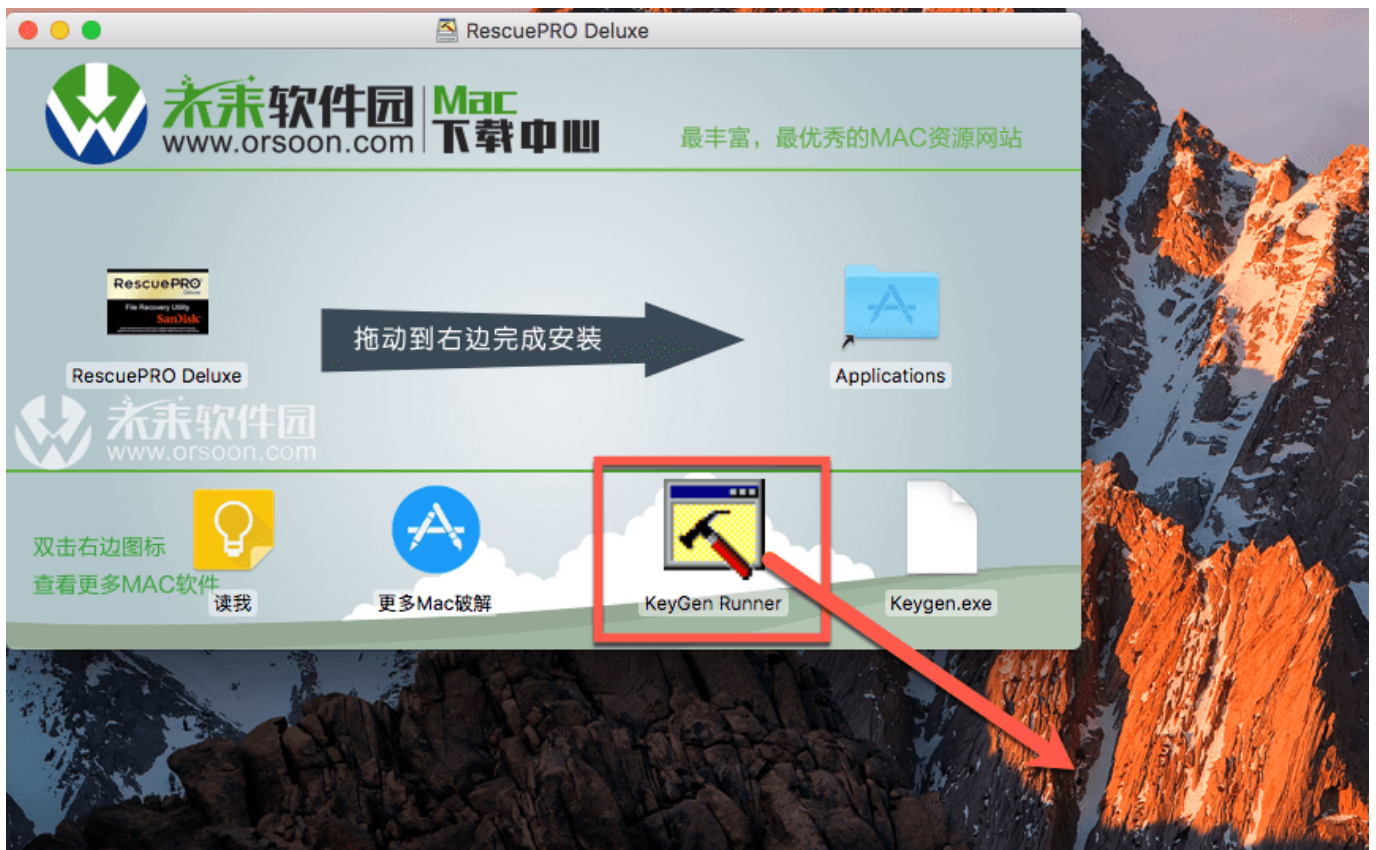 RescuePRO Deluxe
未来软件园
www.orsoon.com
Mac
下载中心
最丰富，最优秀的MAC资源网站
RescuePRO
Deluxe
File Recovery Utility
SanDisk
拖动到右边完成安装
RescuePRO Deluxe
Applications
未来软件园
www.orsoon.com
双击右边图标
查看更多MAC软件
读我
更多Mac破解
KeyGen Runner
Keygen.exe